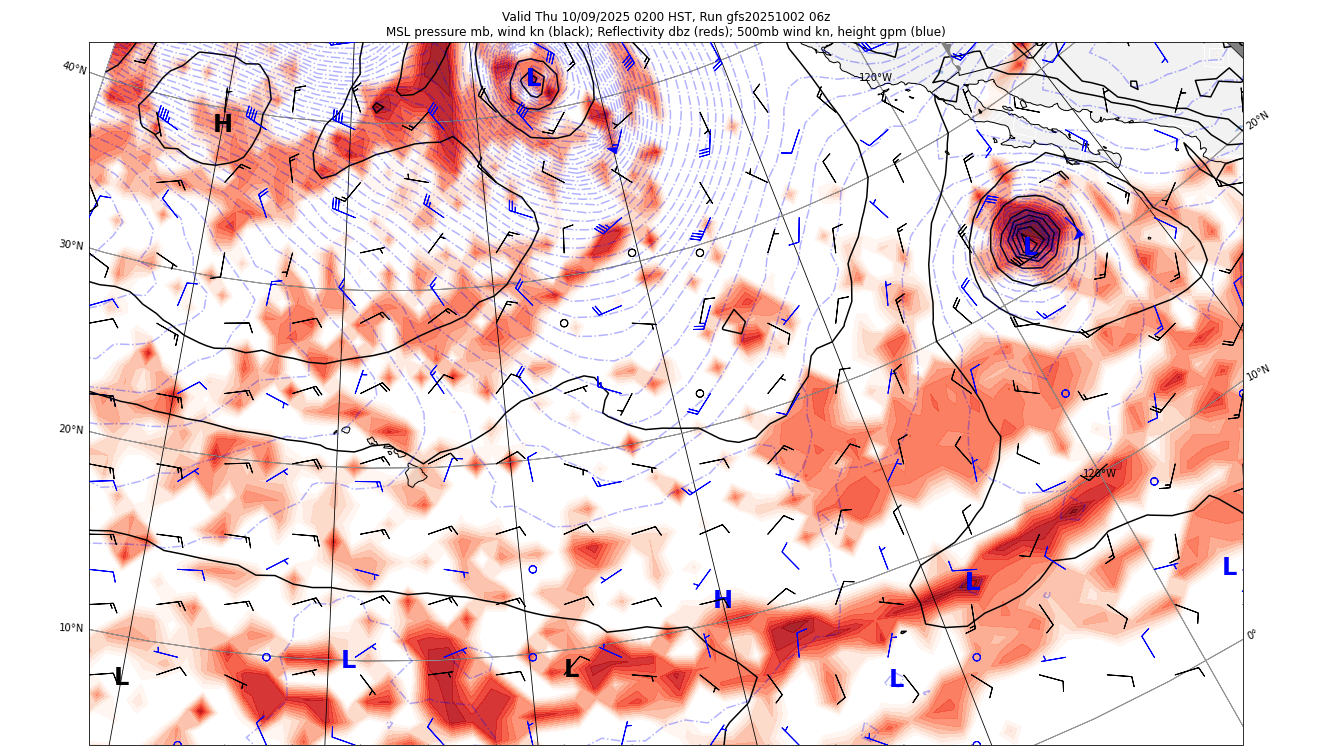 Valid Thu 10/09/2025 0200 HST, Run gfs20251002 06z
MSL pressure mb, wind kn (black); Reflectivity dbz (reds); 500mb wind kn, height gpm (blue)
40°N
120°W
20°N
L
H
30°N
L
10°N
20°N
120°W
L
L
H
10°N
0°
L
L
L
L